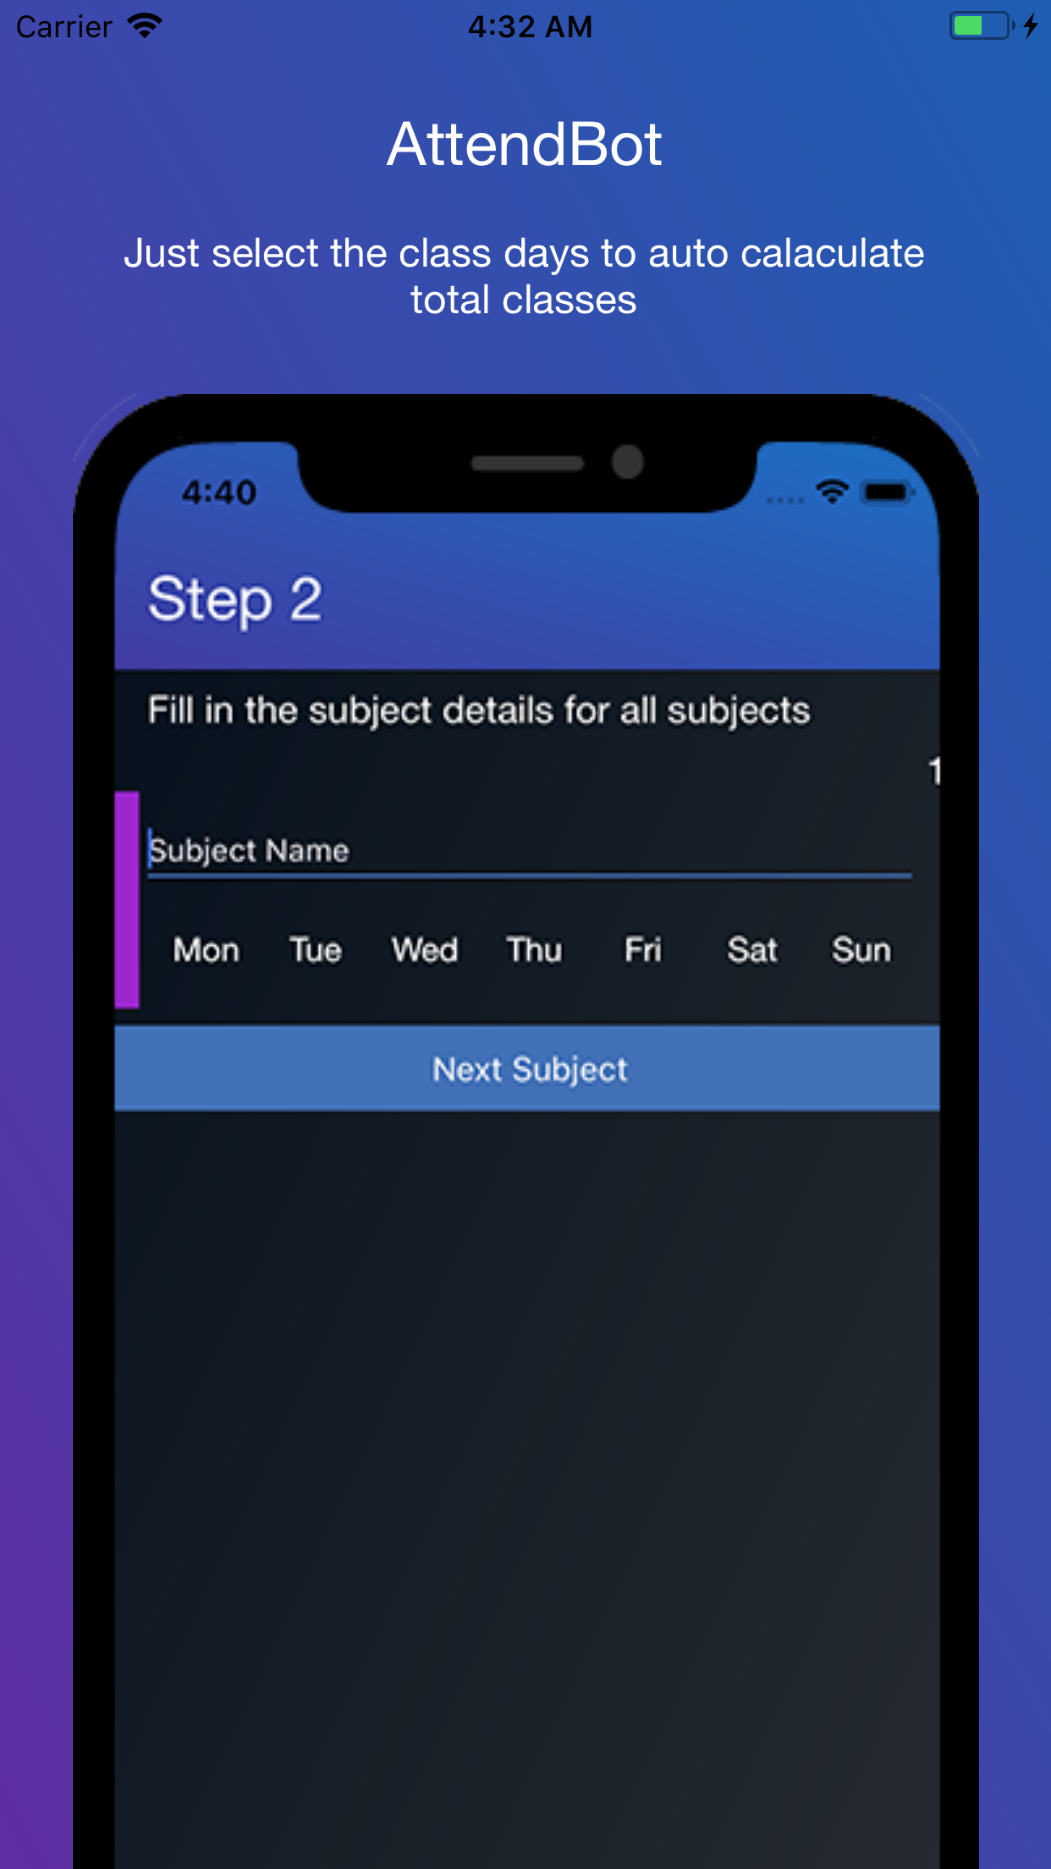 Carrier
4:32 AM
AttendBot
Just select the class days to auto calaculate
total classes
4:40
Step 2
Fill in the subject details for all subjects
1
Subject Name
Mon Tue Wed Thu Fri Sat Sun
Next Subject